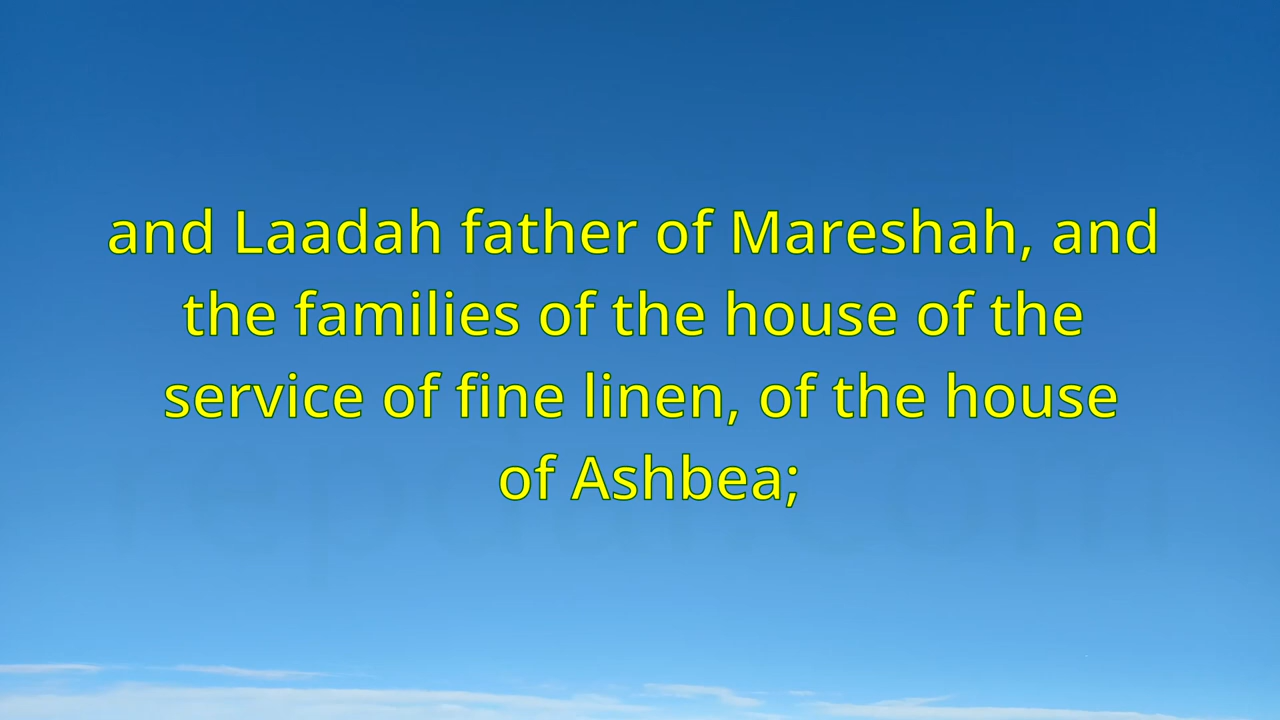 and Laadah father of Mareshah, and
the families of the house of the
service of fine linen, of the house
of Ashbea;